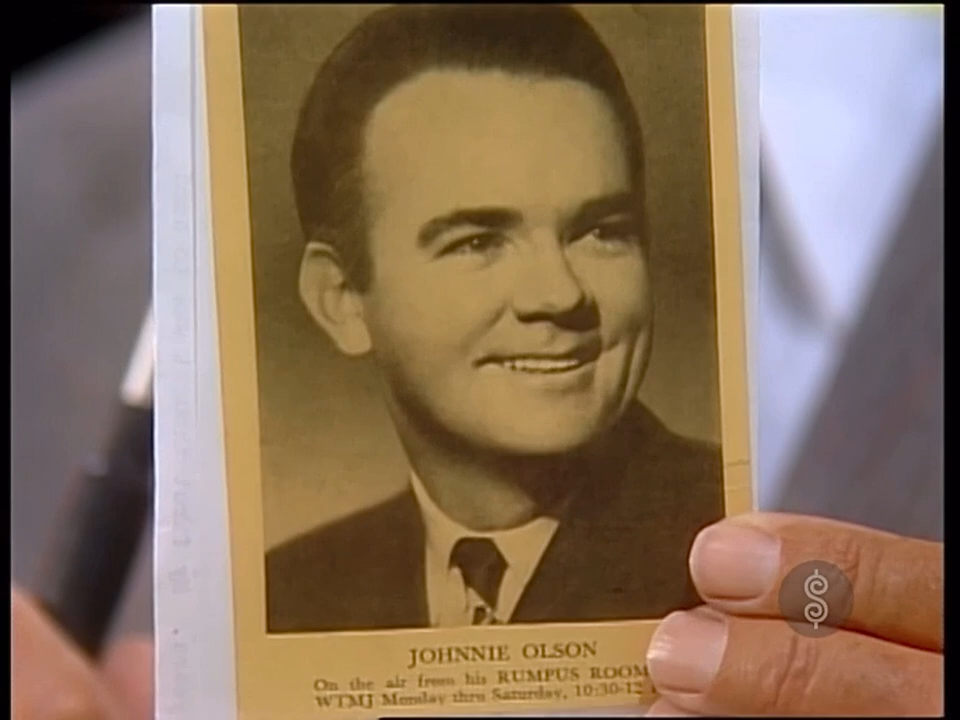 JOHNNIE OLSON
On the air from his RUMPUS ROOM
WTMJ Monday thru Saturday, 10:30-12